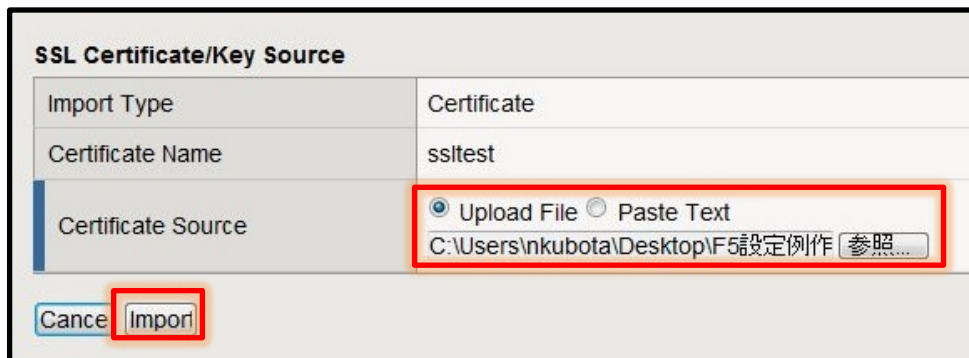 SSL Certificate/Key Source
Import Type Certificate
Certificate Name ssltest
Certificate Source
Upload File Paste Text
C:\Users\nkubota\Desktop\F5設定例作 参照...
Cance Import